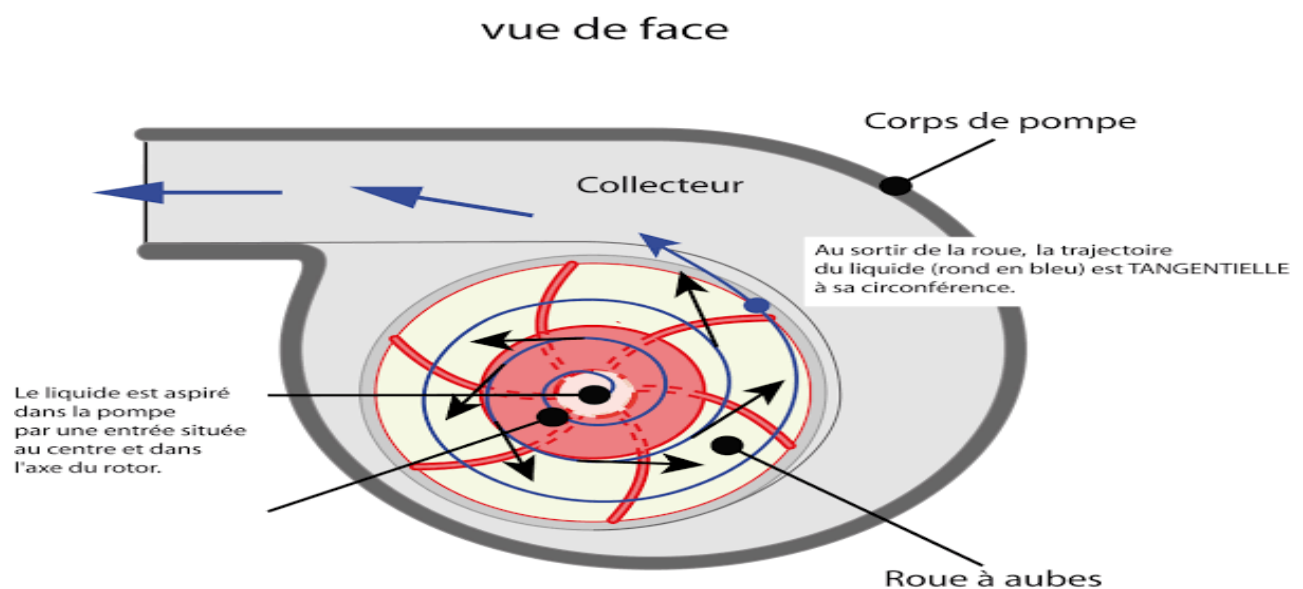 vue de face
Corps de pompe
Collecteur
Au sortir de la roue, la trajectoire
du liquide (rond en bleu) est TANGENTIELLE
à sa circonférence.
Le liquide est aspiré
dans la pompe
par une entrée située
au centre et dans
l'axe du rotor.
Roue à aubes